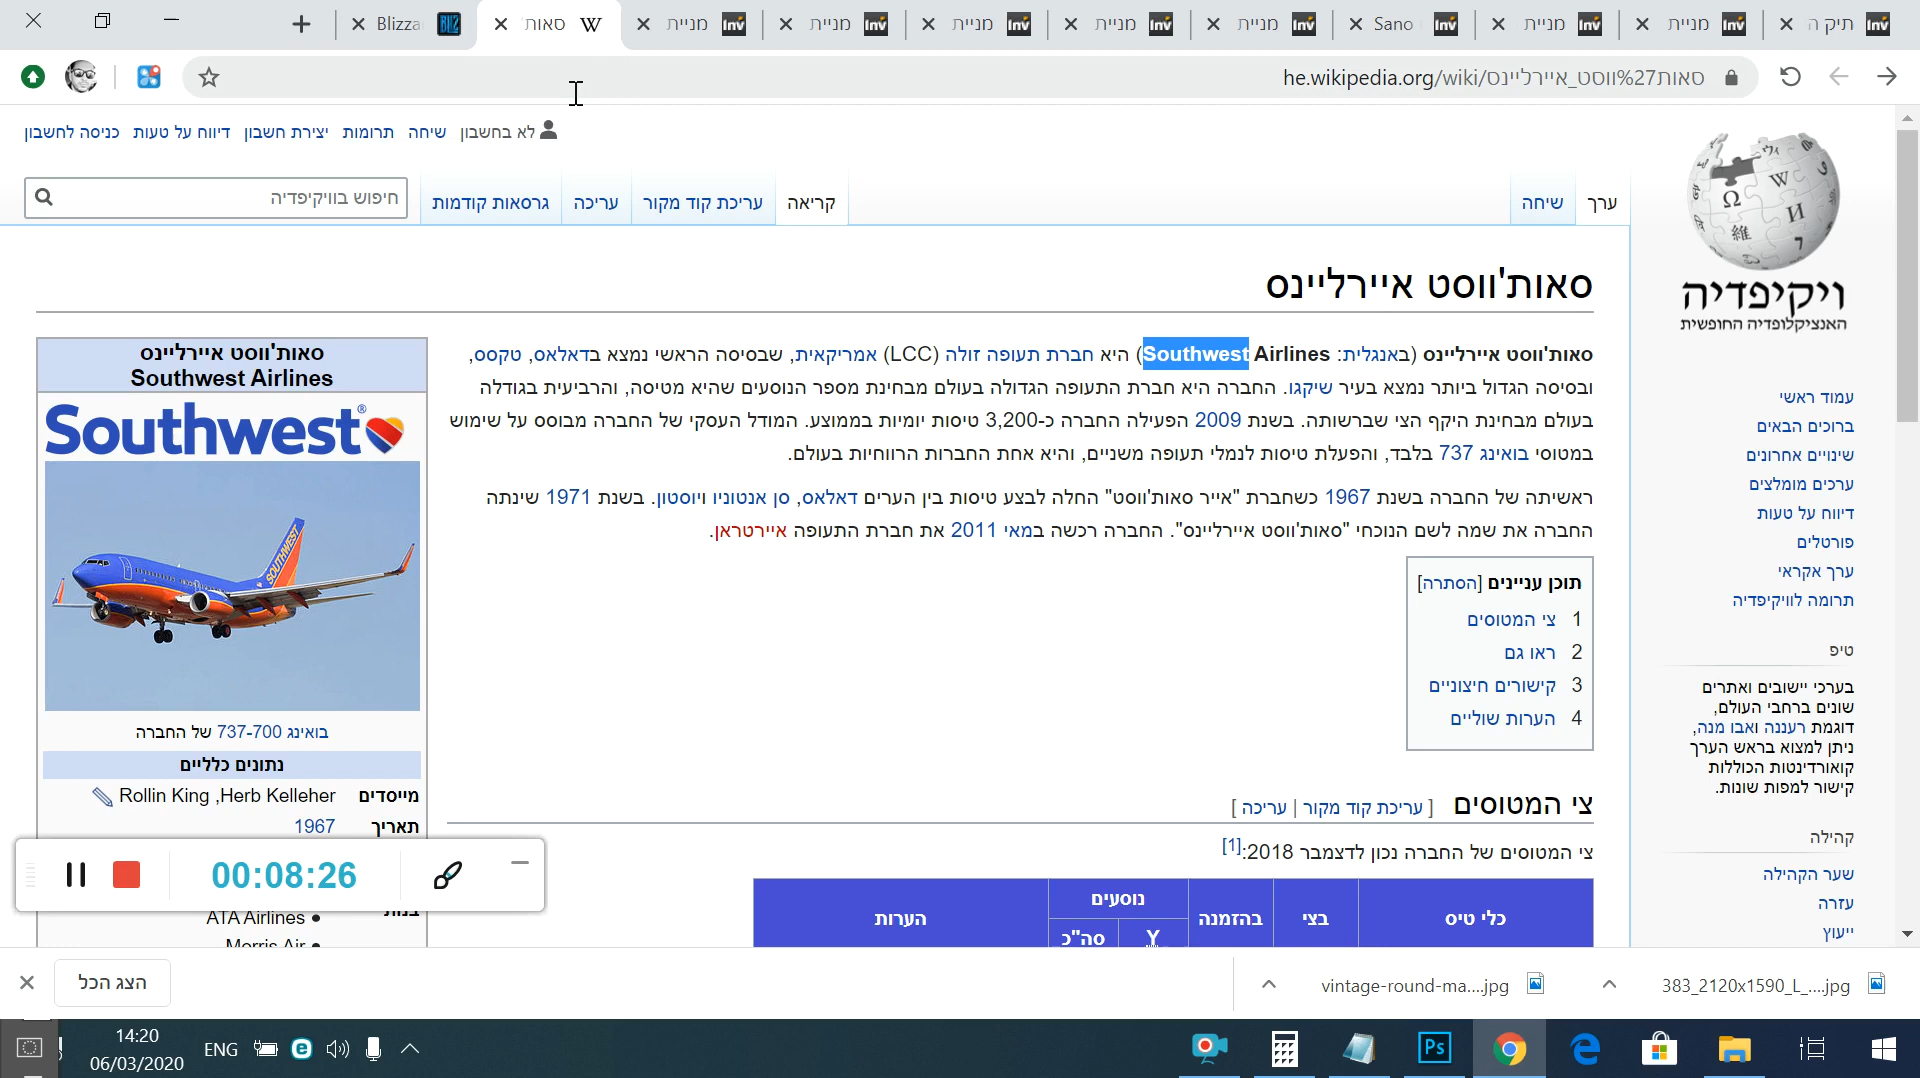 תיק ה
מניית
מניית
Sano
מניית
מניית
מניית
מניית
מניית
סאות'
Blizza
he.wikipedia.org/wiki/סאות%27ווסט_איירליינס
לא בחשבון שיחה תרומות יצירת חשבון דיווח על טעות כניסה לחשבון
ערך שיחה
קריאה עריכת קוד מקור עריכה גרסאות קודמות
חיפוש בוויקיפדיה
ויקיפדיה
האנציקלופדיה החופשית
עמוד ראשי
ברוכים הבאים
שינויים אחרונים
ערכים מומלצים
דיווח על טעות
פורטלים
ערך אקראי
תרומה לוויקיפדיה
טיפ
בערכי יישובים ואתרים
שונים ברחבי העולם,
דוגמת רעננה ואבו מנה,
ניתן למצוא בראש הערך
קואורדינטות הכוללות
קישור למפות שונות.
קהילה
שער הקהילה
עזרה
ייעוץ
סאות'ווסט איירליינס
סאות'ווסט איירליינס (באנגלית: Southwest Airlines) היא חברת תעופה זולה (LCC) אמריקאית, שבסיסה הראשי נמצא בדאלאס, טקסס,
ובסיסה הגדול ביותר נמצא בעיר שיקגו. החברה היא חברת התעופה הגדולה בעולם מבחינת מספר הנוסעים שהיא מטיסה, והרביעית בגודלה
בעולם מבחינת היקף הצי שברשותה. בשנת 2009 הפעילה החברה כ-3,200 טיסות יומיות בממוצע. המודל העסקי של החברה מבוסס על שימוש
במטוסי בואינג 737 בלבד, והפעלת טיסות לנמלי תעופה משניים, והיא אחת החברות הרווחיות בעולם.
ראשיתה של החברה בשנת 1967 כשחברת "אייר סאות'ווסט" החלה לבצע טיסות בין הערים דאלאס, סן אנטוניו ויוסטון. בשנת 1971 שינתה
החברה את שמה לשם הנוכחי "סאות'ווסט איירליינס". החברה רכשה במאי 2011 את חברת התעופה איירטראן.
תוכן עניינים [הסתרה]
1 צי המטוסים
2 ראו גם
3 קישורים חיצוניים
4 הערות שוליים
צי המטוסים [ עריכת קוד מקור | עריכה ]
צי המטוסים של החברה נכון לדצמבר 2018:[1]
כלי טיס בצי בהזמנה נוסעים הערות
Y סה"כ
סאות'ווסט איירליינס
Southwest Airlines
Southwest®
SOUTHWEST
בואינג 737-700 של החברה
נתונים כלליים
מייסדים Rollin King ,Herb Kelleher
תאריך 1967
00:08:26
בנות
• ATA Airlines
• Morris Air
383_2120x1590_L_....jpg
vintage-round-ma....jpg
הצג הכל
14:20
06/03/2020
ENG
Ps